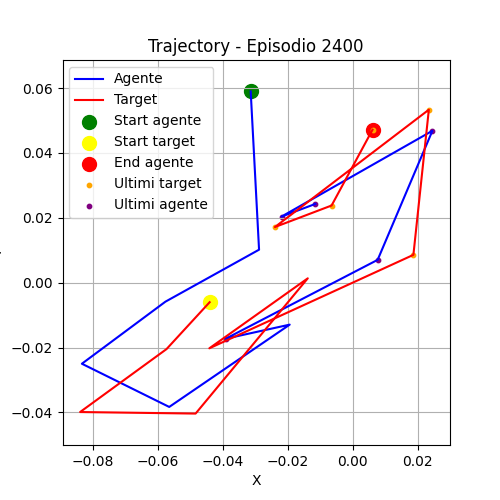 Trajectory - Episodio 2400
Agente
Target
Start agente
Start target
End agente
Ultimi target
Ultimi agente
0.06
0.04
0.02
0.00
−0.02
−0.04
−0.08
−0.06
−0.04
−0.02
0.00
0.02
X